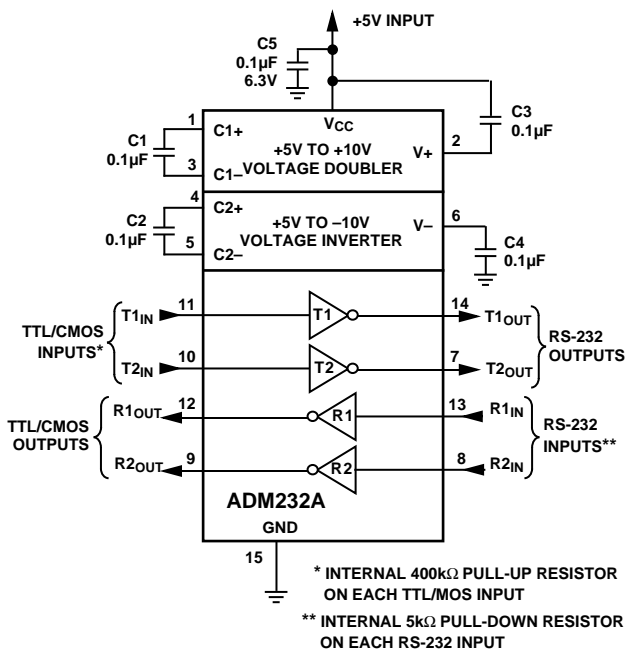 +5V INPUT
C5
0.1µF
6.3V
C3
0.1µF
VCC
1
C1+
C1
0.1µF
3
C1–
+5V TO +10V
VOLTAGE DOUBLER
V+
2
4
C2+
C2
0.1µF
5
C2–
+5V TO –10V
VOLTAGE INVERTER
V–
6
C4
0.1µF
TTL/CMOS
INPUTS*
T1IN
11
T1
14
T1OUT
T2IN
10
T2
7
T2OUT
RS-232
OUTPUTS
TTL/CMOS
OUTPUTS
R1OUT
12
R1
13
R1IN
R2OUT
9
R2
8
R2IN
RS-232
INPUTS**
ADM232A
GND
15
* INTERNAL 400kΩ PULL-UP RESISTOR
ON EACH TTL/MOS INPUT
** INTERNAL 5kΩ PULL-DOWN RESISTOR
ON EACH RS-232 INPUT